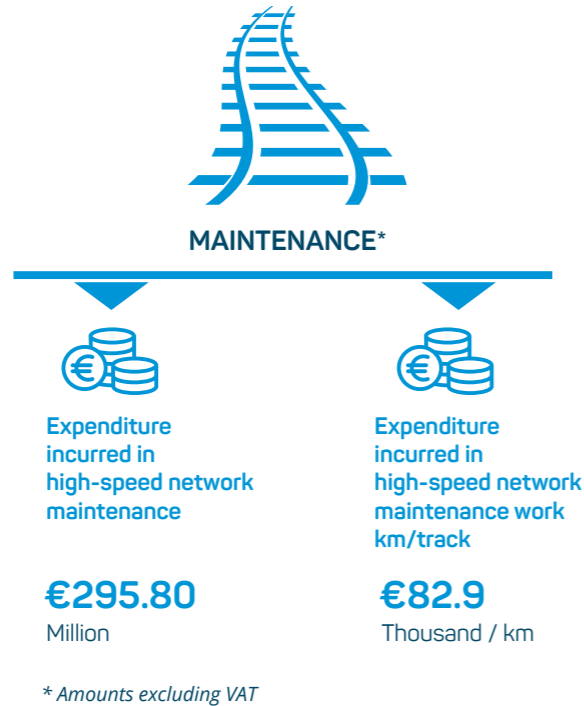 MAINTENANCE*
Expenditure
incurred in
high-speed network
maintenance
€295.80
Million
Expenditure
incurred in
high-speed network
maintenance work
km/track
€82.9
Thousand / km
* Amounts excluding VAT